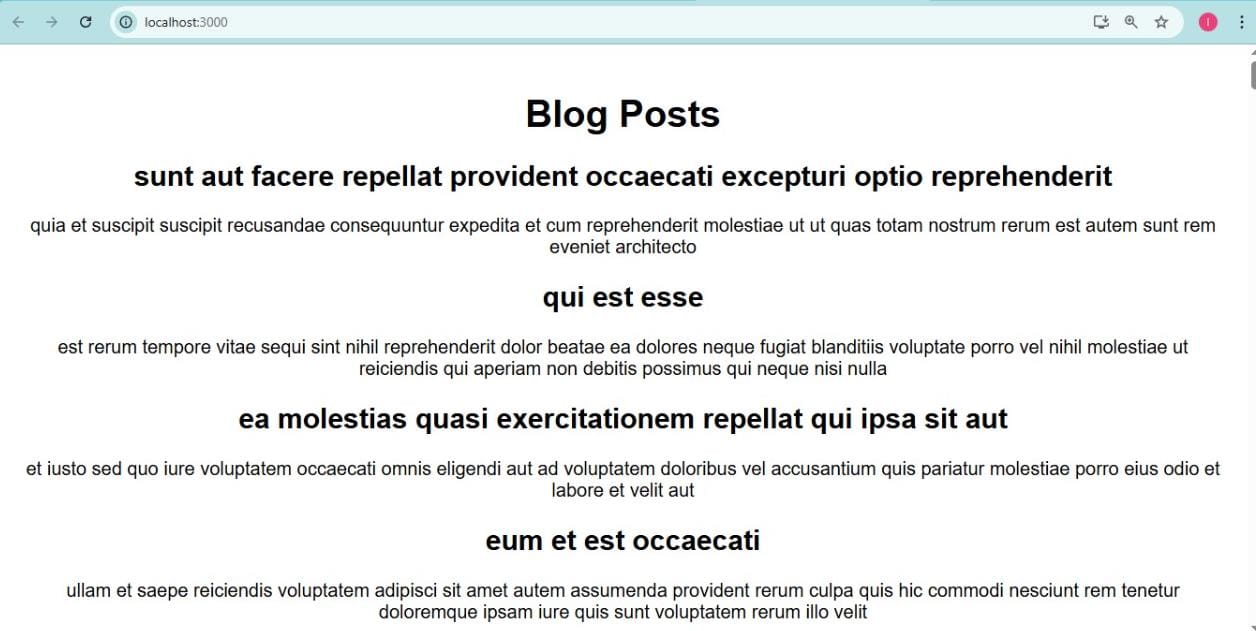 localhost:3000
I
Blog Posts
sunt aut facere repellat provident occaecati excepturi optio reprehenderit
quia et suscipit suscipit recusandae consequuntur expedita et cum reprehenderit molestiae ut ut quas totam nostrum rerum est autem sunt rem
eveniet architecto
qui est esse
est rerum tempore vitae sequi sint nihil reprehenderit dolor beatae ea dolores neque fugiat blanditiis voluptate porro vel nihil molestiae ut
reiciendis qui aperiam non debitis possimus qui neque nisi nulla
ea molestias quasi exercitationem repellat qui ipsa sit aut
et iusto sed quo iure voluptatem occaecati omnis eligendi aut ad voluptatem doloribus vel accusantium quis pariatur molestiae porro eius odio et
labore et velit aut
eum et est occaecati
ullam et saepe reiciendis voluptatem adipisci sit amet autem assumenda provident rerum culpa quis hic commodi nesciunt rem tenetur
doloremque ipsam iure quis sunt voluptatem rerum illo velit